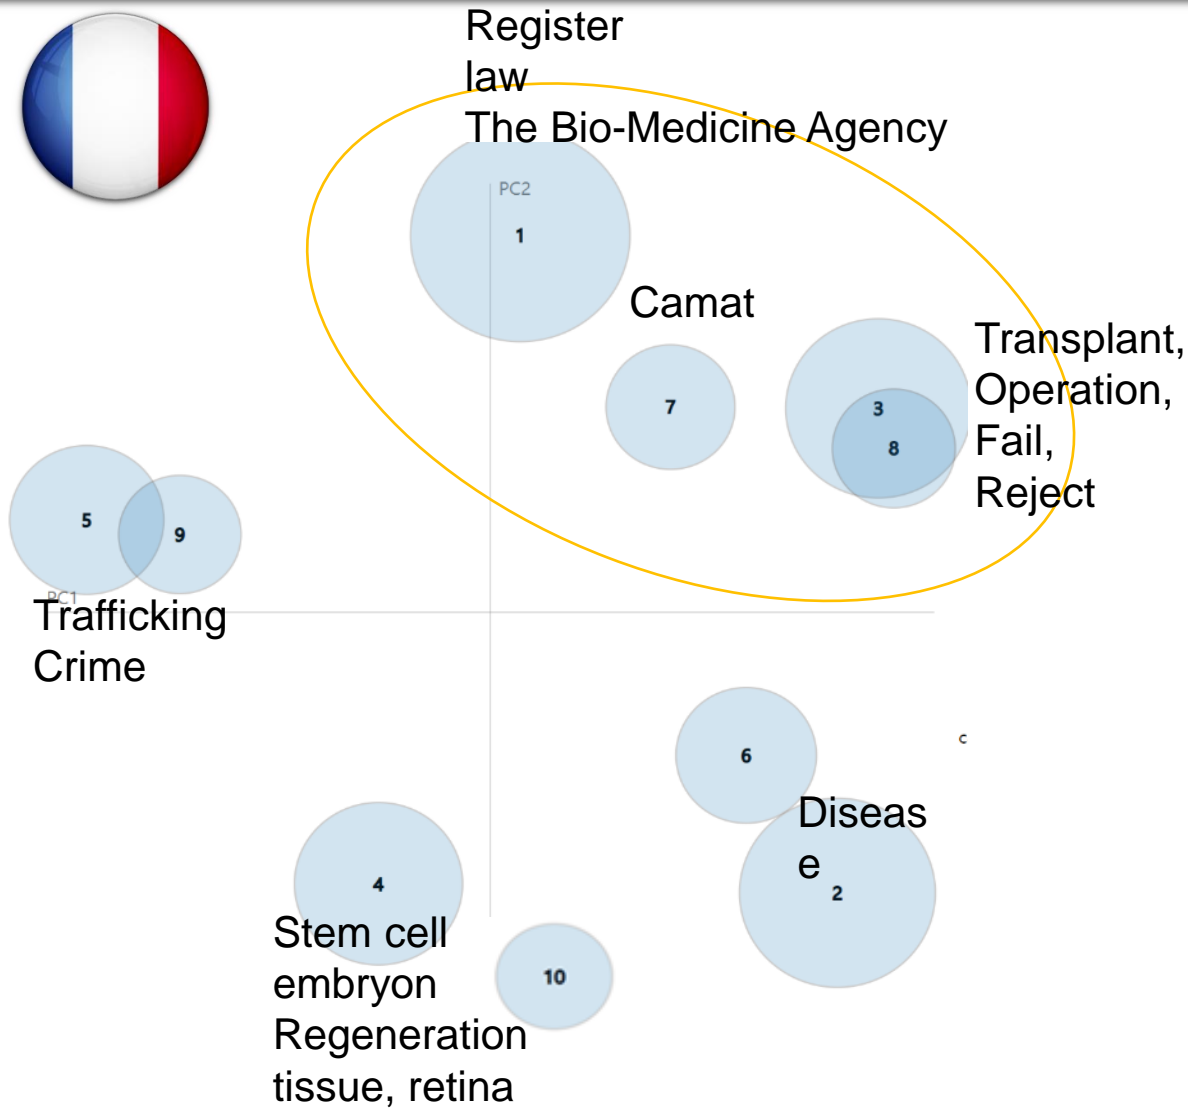 Register
law
The Bio-Medicine Agency
PC2
1
Camat
7
Transplant,
Operation,
Fail,
Reject
3
8
5
9
PC1
Trafficking
Crime
6
c
Diseas
e
2
4
Stem cell
embryon
Regeneration
tissue, retina
10